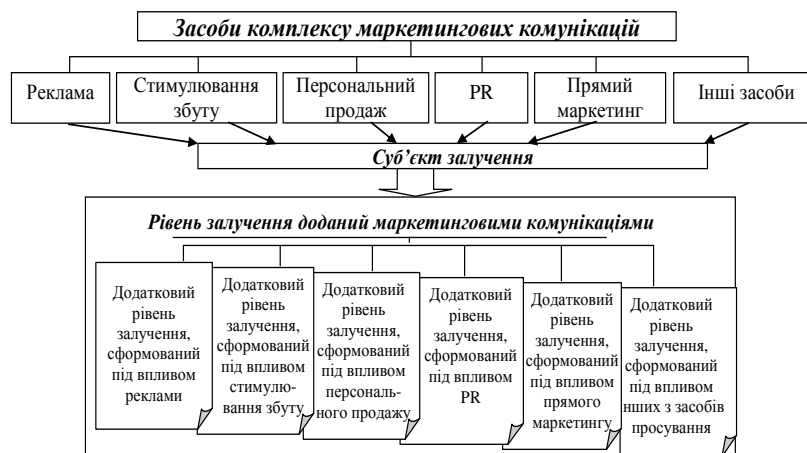 Засоби комплексу маркетингових комунікацій
Реклама
Стимулювання
збуту
Персональний
продаж
PR
Прямий
маркетинг
Інші засоби
Суб’єкт залучення
Рівень залучення доданий маркетинговими комунікаціями
Додатковий
рівень
залучення,
сформований
під впливом
реклами
Додатковий
рівень
залучення,
сформований
під впливом
стимулю-
вання збуту
Додатковий
рівень
залучення,
сформований
під впливом
персональ-
ного продажу
Додатковий
рівень
залучення,
сформований
під впливом
PR
Додатковий
рівень
залучення,
сформований
під впливом
прямого
маркетингу
Додатковий
рівень
залучення,
сформований
під впливом
інших з засобів
просування